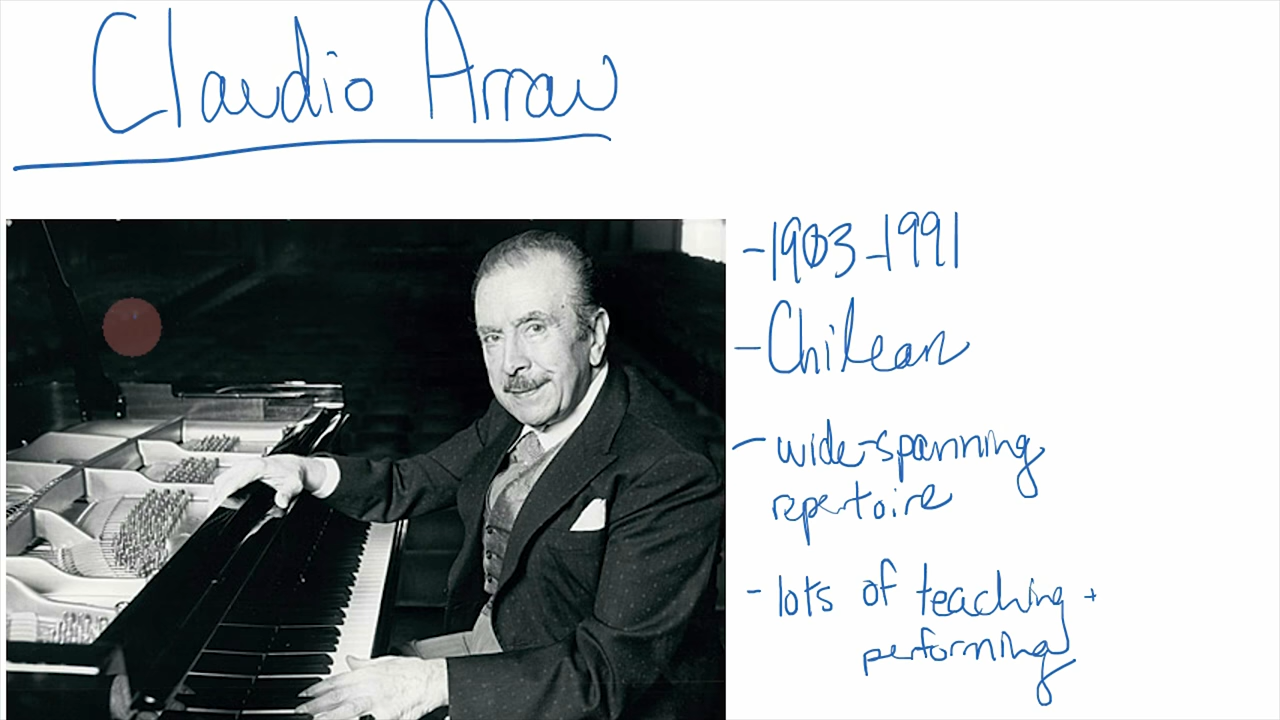 Claudio Arrau
-1903-1991
- Chilean
- wide-spanning
repertoire
- lots of teaching +
performing